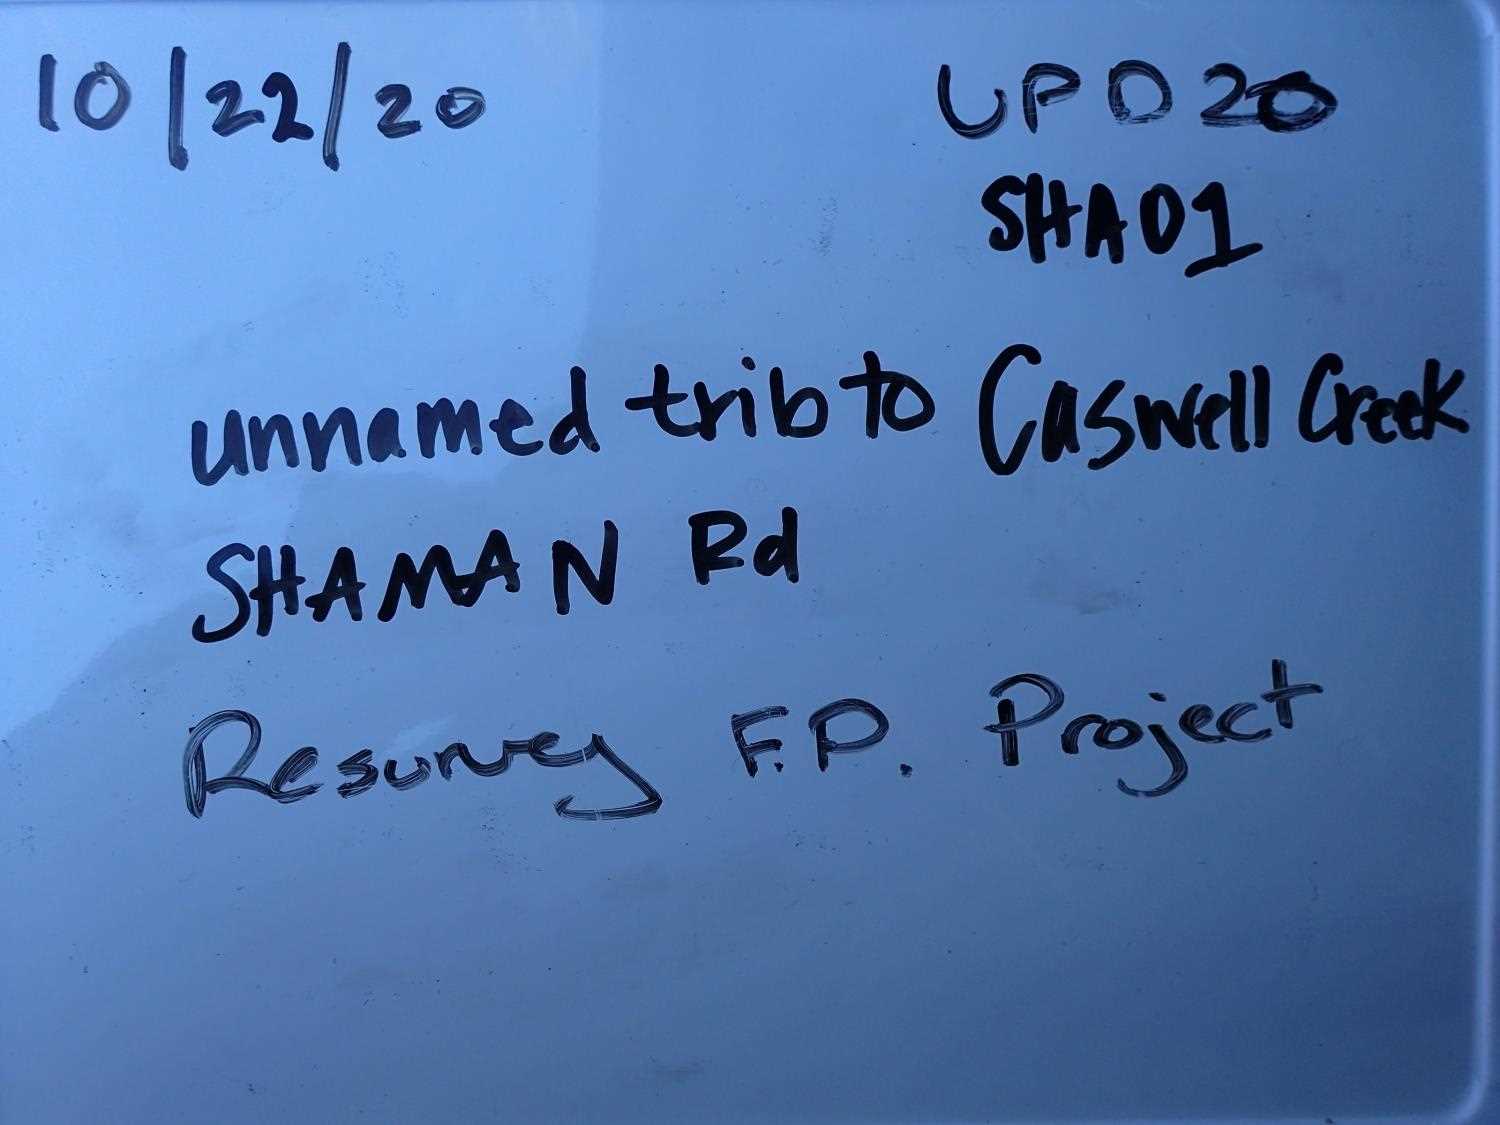 10/22/20 UPD20
SHA01
unnamed trib to Caswell Creek
SHAMAN Rd
Resurvey F.P. Project